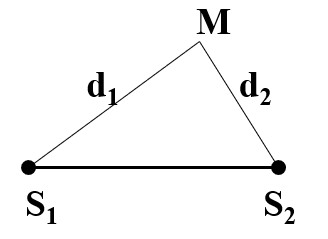 M
d₁ d₂
S₁ S₂